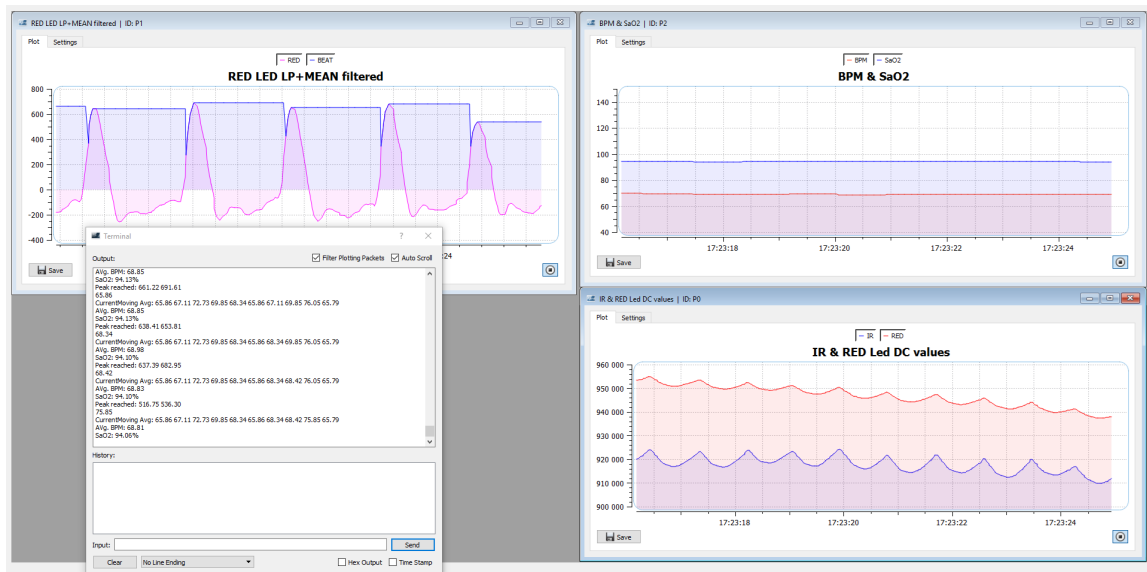 RED LED LP+MEAN filtered | ID: P1
Plot Settings
RED BEAT
RED LED LP+MEAN filtered
800
600
400
200
0
-200
-400
:24
Save
Terminal
Output:
Filter Plotting Packets Auto Scroll
AVg. BPM: 68.85
SaO2: 94.13%
Peak reached: 661.22 691.61
65.86
CurrentMoving Avg: 65.86 67.11 72.73 69.85 68.34 65.86 67.11 69.85 76.05 65.79
AVg. BPM: 68.85
SaO2: 94.13%
Peak reached: 638.41 653.81
68.34
CurrentMoving Avg: 65.86 67.11 72.73 69.85 68.34 65.86 68.34 69.85 76.05 65.79
AVg. BPM: 68.98
SaO2: 94.10%
Peak reached: 637.39 682.95
68.42
CurrentMoving Avg: 65.86 67.11 72.73 69.85 68.34 65.86 68.34 68.42 76.05 65.79
AVg. BPM: 68.83
SaO2: 94.10%
Peak reached: 516.75 536.30
75.85
CurrentMoving Avg: 65.86 67.11 72.73 69.85 68.34 65.86 68.34 68.42 75.85 65.79
AVg. BPM: 68.81
SaO2: 94.06%
History:
Input:
Send
Clear
No Line Ending
Hex Output Time Stamp
BPM & SaO2 | ID: P2
Plot Settings
BPM SaO2
BPM & SaO2
140
120
100
80
60
40
17:23:18 17:23:20 17:23:22 17:23:24
Save
IR & RED Led DC values | ID: P0
Plot Settings
IR RED
IR & RED Led DC values
960 000
950 000
940 000
930 000
920 000
910 000
900 000
17:23:18 17:23:20 17:23:22 17:23:24
Save